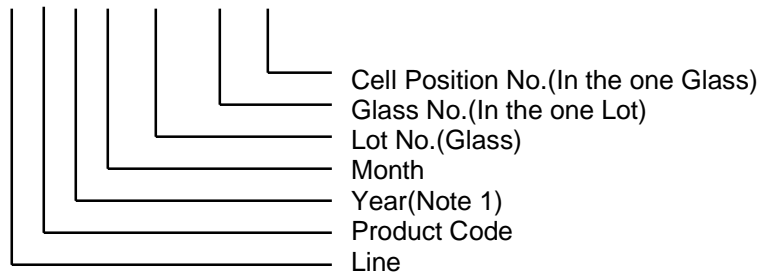 Cell Position No.(In the one Glass)
Glass No.(In the one Lot)
Lot No.(Glass)
Month
Year(Note 1)
Product Code
Line